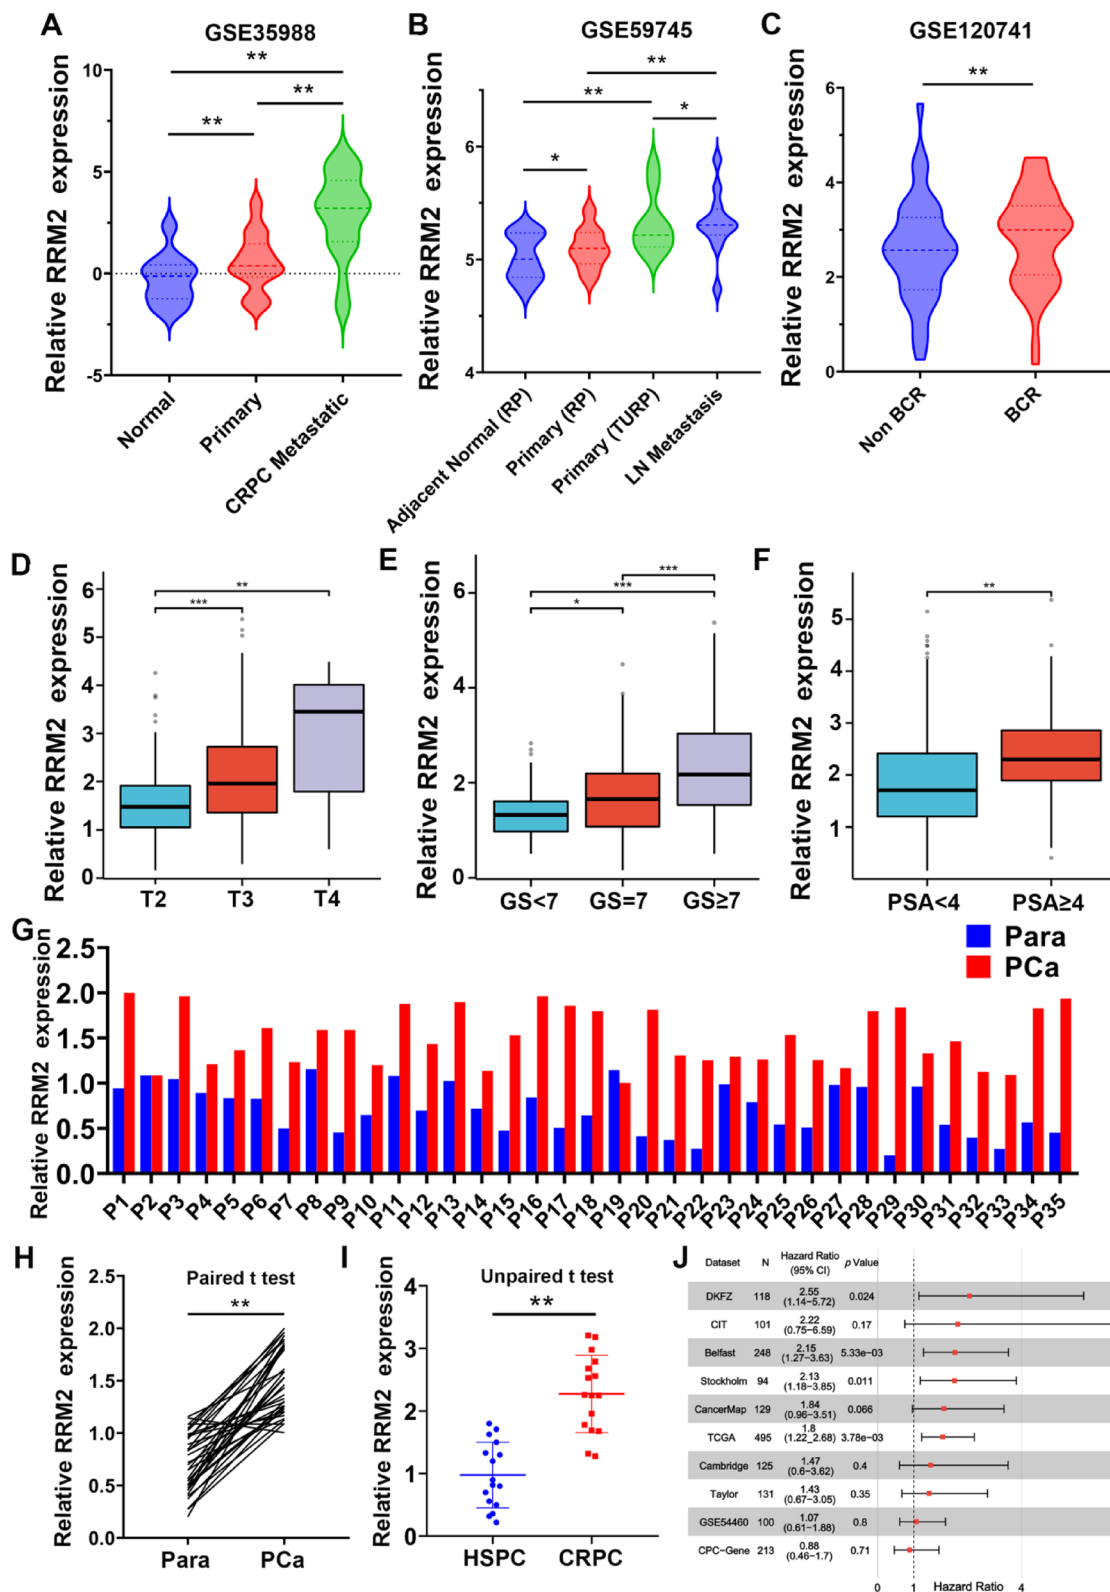 A
GSE35988
Relative RRM2 expression
10
5
0
-5
**
**
**
Normal
Primary
CRPC Metastatic
B
GSE59745
Relative RRM2 expression
6
5
4
**
**
*
*
Adjacent Normal (RP)
Primary (RP)
Primary (TURP)
LN Metastasis
C
GSE120741
Relative RRM2 expression
6
4
2
0
**
Non BCR
BCR
D
Relative RRM2 expression
6
5
4
3
2
1
0
**
***
T2
T3
T4
E
Relative RRM2 expression
6
4
2
0
***
***
*
GS<7
GS=7
GS≥7
F
Relative RRM2 expression
5
4
3
2
1
**
PSA<4
PSA≥4
G
Relative RRM2 expression
2.5
2.0
1.5
1.0
0.5
0.0
Para
PCa
P1 P2 P3 P4 P5 P6 P7 P8 P9 P10 P11 P12 P13 P14 P15 P16 P17 P18 P19 P20 P21 P22 P23 P24 P25 P26 P27 P28 P29 P30 P31 P32 P33 P34 P35
H
Paired t test
Relative RRM2 expression
2.5
2.0
1.5
1.0
0.5
0.0
**
Para
PCa
I
Unpaired t test
Relative RRM2 expression
4
3
2
1
0
**
HSPC
CRPC
J
Dataset N Hazard Ratio (95% CI) p Value
DKFZ 118 2.55 (1.14−5.72) 0.024
CIT 101 2.22 (0.75−6.59) 0.17
Belfast 248 2.15 (1.27−3.63) 5.33e−03
Stockholm 94 2.13 (1.18−3.85) 0.011
CancerMap 129 1.84 (0.96−3.51) 0.066
TCGA 495 1.8 (1.22_2.68) 3.78e−03
Cambridge 125 1.47 (0.6−3.62) 0.4
Taylor 131 1.43 (0.67−3.05) 0.35
GSE54460 100 1.07 (0.61−1.88) 0.8
CPC−Gene 213 0.88 (0.46−1.7) 0.71
0 1 4
Hazard Ratio